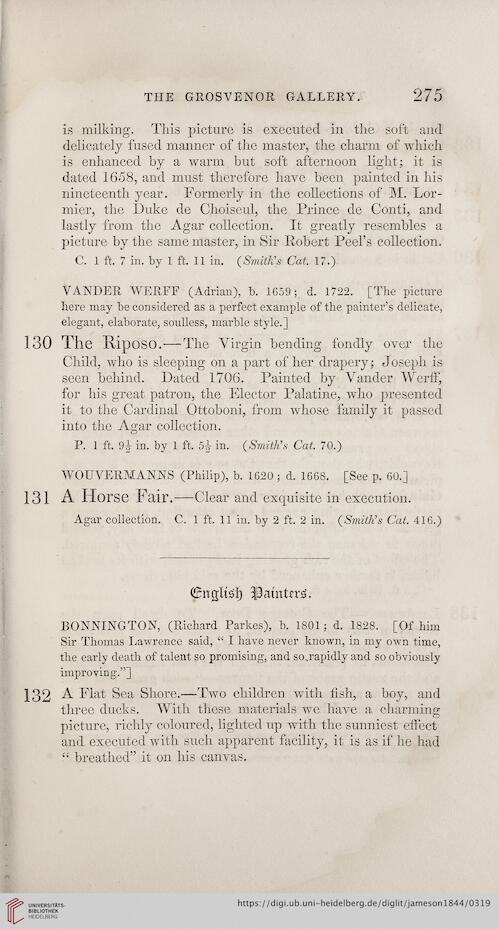 THE GROSVENOR GALLERY. 275
is milking. This picture is executed in the soft and
delicately fused manner of the master, the charm of which
is enhanced by a warm but soft afternoon light; it is
dated 1658, and must therefore have been painted in his
nineteenth year. Formerly in the collections of M. Lor-
mier, the Duke de Choiseul, the Prince de Conti, and
lastly from the Agar collection. It greatly resembles a
picture by the same master, in Sir Robert Peel's collection.
C. 1 ft. 7 in. by 1 ft. 11 in. (Smith's Cat. 17.)
VANDER WERFF (Adrian), b. 1659; d. 1722. [The picture
here may be considered as a perfect example of the painter's delicate,
elegant, elaborate, soulless, marble style.]
130 The Riposo.—The Virgin bending fondly over the
Child, who is sleeping on a part of her drapery; Joseph is
seen behind. Dated 1706. Painted by Vander Werff,
for his great patron, the Elector Palatine, who presented
it to the Cardinal Ottoboni, from whose family it passed
into the Agar collection.
P. 1 ft. 9½ in. by 1 ft. 5½ in. (Smith's Cat. 70.)
WOUVERMANNS (Philip), b. 1620; d. 1668. [See p. 60.]
131 A Horse Fair.—Clear and exquisite in execution.
Agar collection. C. 1 ft. 11 in. by 2 ft. 2 in. (Smith's Cat. 416.)
English Painters.
BONNINGTON, (Richard Parkes), b. 1801; d. 1828. [Of him
Sir Thomas Lawrence said, "I have never known, in my own time,
the early death of talent so promising, and so.rapidly and so obviously
improving."]
132 A Flat Sea Shore.—Two children with fish, a boy, and
three ducks. With these materials we have a charming
picture, richly coloured, lighted up with the sunniest effect
and executed with such apparent facility, it is as if he had
"breathed" it on his canvas.
UNIVERSITÄTS-
BIBLIOTHEK
HEIDELBERG
https://digi.ub.uni-heidelberg.de/diglit/jameson1844/0319